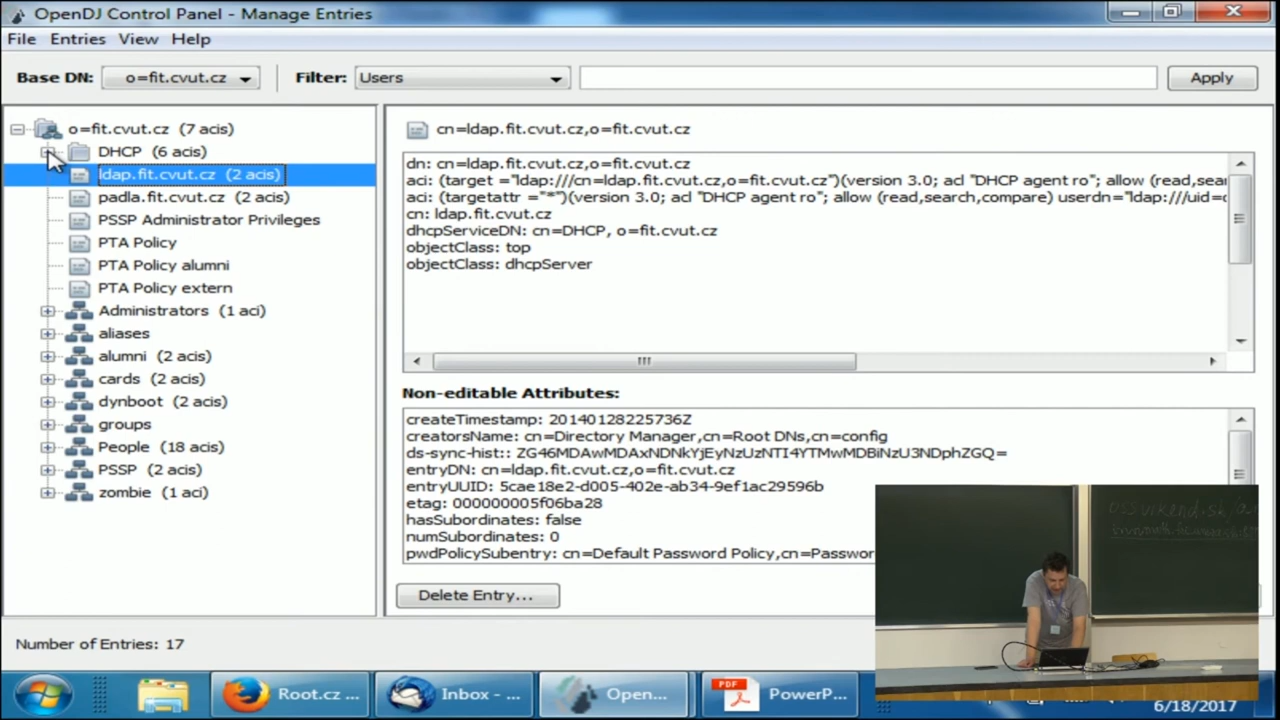 OpenDJ Control Panel - Manage Entries
File Entries View Help
Base DN: o=fit.cvut.cz Filter: Users Apply
o=fit.cvut.cz (7 acis)
DHCP (6 acis)
ldap.fit.cvut.cz (2 acis)
padla.fit.cvut.cz (2 acis)
PSSP Administrator Privileges
PTA Policy
PTA Policy alumni
PTA Policy extern
Administrators (1 aci)
aliases
alumni (2 acis)
cards (2 acis)
dynboot (2 acis)
groups
People (18 acis)
PSSP (2 acis)
zombie (1 aci)
cn=ldap.fit.cvut.cz,o=fit.cvut.cz
dn: cn=ldap.fit.cvut.cz,o=fit.cvut.cz
aci: (target ="ldap:///cn=ldap.fit.cvut.cz,o=fit.cvut.cz")(version 3.0; acl "DHCP agent ro"; allow (read,sear
aci: (targetattr ="*")(version 3.0; acl "DHCP agent ro"; allow (read,search,compare) userdn="ldap:///uid=
cn: ldap.fit.cvut.cz
dhcpServiceDN: cn=DHCP, o=fit.cvut.cz
objectClass: top
objectClass: dhcpServer
Non-editable Attributes:
createTimestamp: 20140128225736Z
creatorsName: cn=Directory Manager,cn=Root DNs,cn=config
ds-sync-hist:: ZG46MDAwMDAxNDNkYjEyNzUzNTI4YTMwMDBiNzU3NDphZGQ=
entryDN: cn=ldap.fit.cvut.cz,o=fit.cvut.cz
entryUUID: 5cae18e2-d005-402e-ab34-9ef1ac29596b
etag: 000000005f06ba28
hasSubordinates: false
numSubordinates: 0
pwdPolicySubentry: cn=Default Password Policy,cn=Passwor
Delete Entry...
Number of Entries: 17
Root.cz ... Inbox - ... Open... PDF PowerP...
6/18/2017